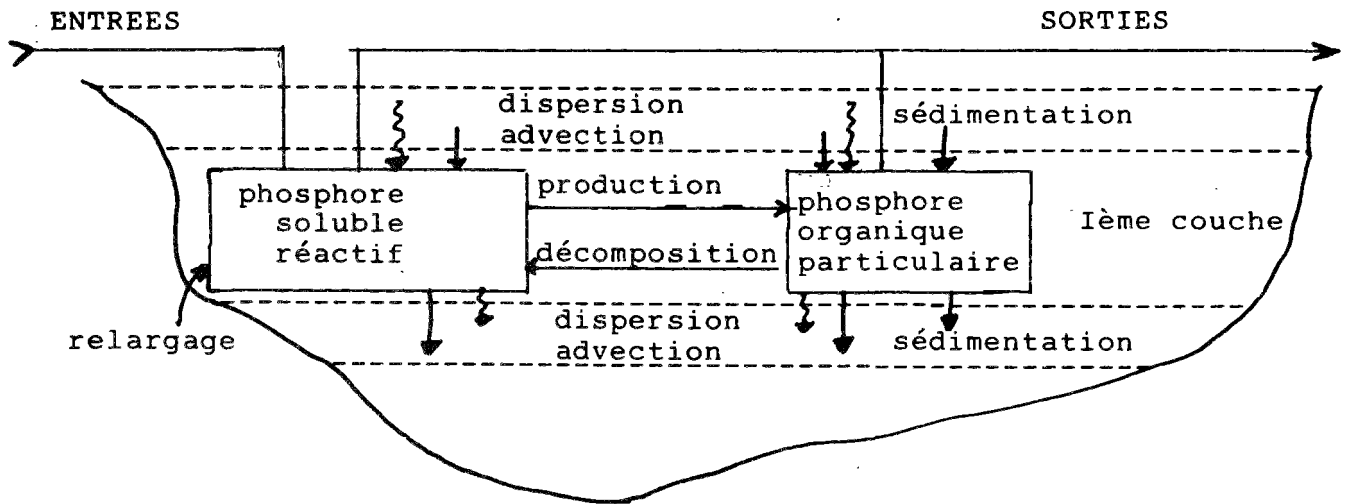 ENTREES
SORTIES
dispersion
advection
sédimentation
phosphore
soluble
réactif
production
décomposition
phosphore
organique
particulaire
Ième couche
relargage
dispersion
advection
sédimentation